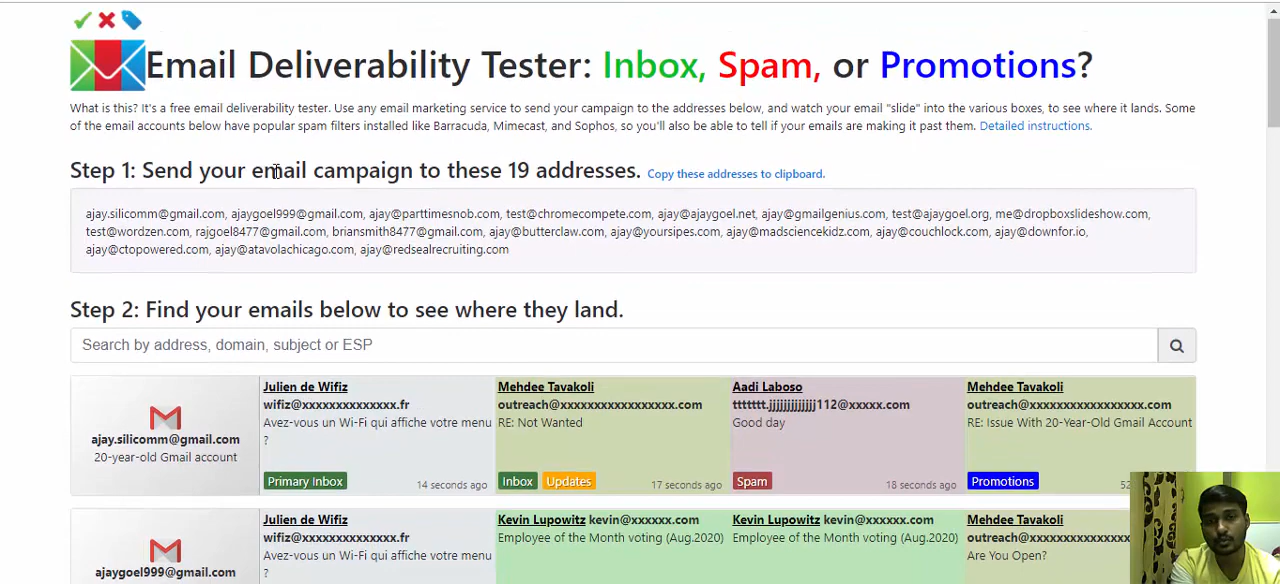 Email Deliverability Tester: Inbox, Spam, or Promotions?
What is this? It's a free email deliverability tester. Use any email marketing service to send your campaign to the addresses below, and watch your email "slide" into the various boxes, to see where it lands. Some
of the email accounts below have popular spam filters installed like Barracuda, Mimecast, and Sophos, so you'll also be able to tell if your emails are making it past them. Detailed instructions.
Step 1: Send your email campaign to these 19 addresses. Copy these addresses to clipboard.
ajay.silicomm@gmail.com, ajaygoel999@gmail.com, ajay@parttimesnob.com, test@chromecompete.com, ajay@ajaygoel.net, ajay@gmailgenius.com, test@ajaygoel.org, me@dropboxslideshow.com,
test@wordzen.com, rajgoel8477@gmail.com, briansmith8477@gmail.com, ajay@butterclaw.com, ajay@yoursipes.com, ajay@madsciencekidz.com, ajay@couchlock.com, ajay@downfor.io,
ajay@ctopowered.com, ajay@atavolachicago.com, ajay@redsealrecruiting.com
Step 2: Find your emails below to see where they land.
Search by address, domain, subject or ESP
ajay.silicomm@gmail.com
20-year-old Gmail account
Julien de Wifiz
wifiz@xxxxxxxxxxxxxx.fr
Avez-vous un Wi-Fi qui affiche votre menu
?
Primary Inbox 14 seconds ago
Mehdee Tavakoli
outreach@xxxxxxxxxxxxxxxxx.com
RE: Not Wanted
Inbox Updates 17 seconds ago
Aadi Laboso
ttttttt.jjjjjjjjjjjjj112@xxxxx.com
Good day
Spam 18 seconds ago
Mehdee Tavakoli
outreach@xxxxxxxxxxxxxxxxx.com
RE: Issue With 20-Year-Old Gmail Account
Promotions
ajaygoel999@gmail.com
Julien de Wifiz
wifiz@xxxxxxxxxxxxxx.fr
Avez-vous un Wi-Fi qui affiche votre menu
?
Kevin Lupowitz kevin@xxxxxx.com
Employee of the Month voting (Aug.2020)
Kevin Lupowitz kevin@xxxxxx.com
Employee of the Month voting (Aug.2020)
Mehdee Tavakoli
Are You Open?